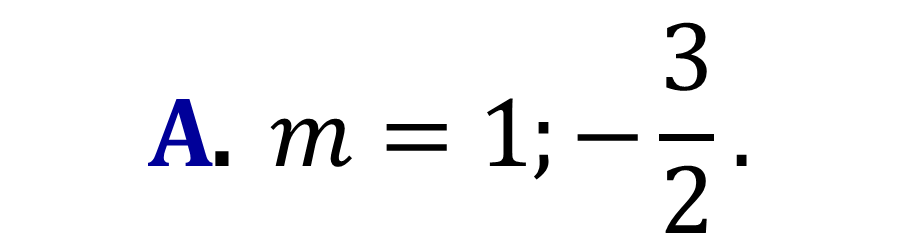 A. m = 1; −3/2.